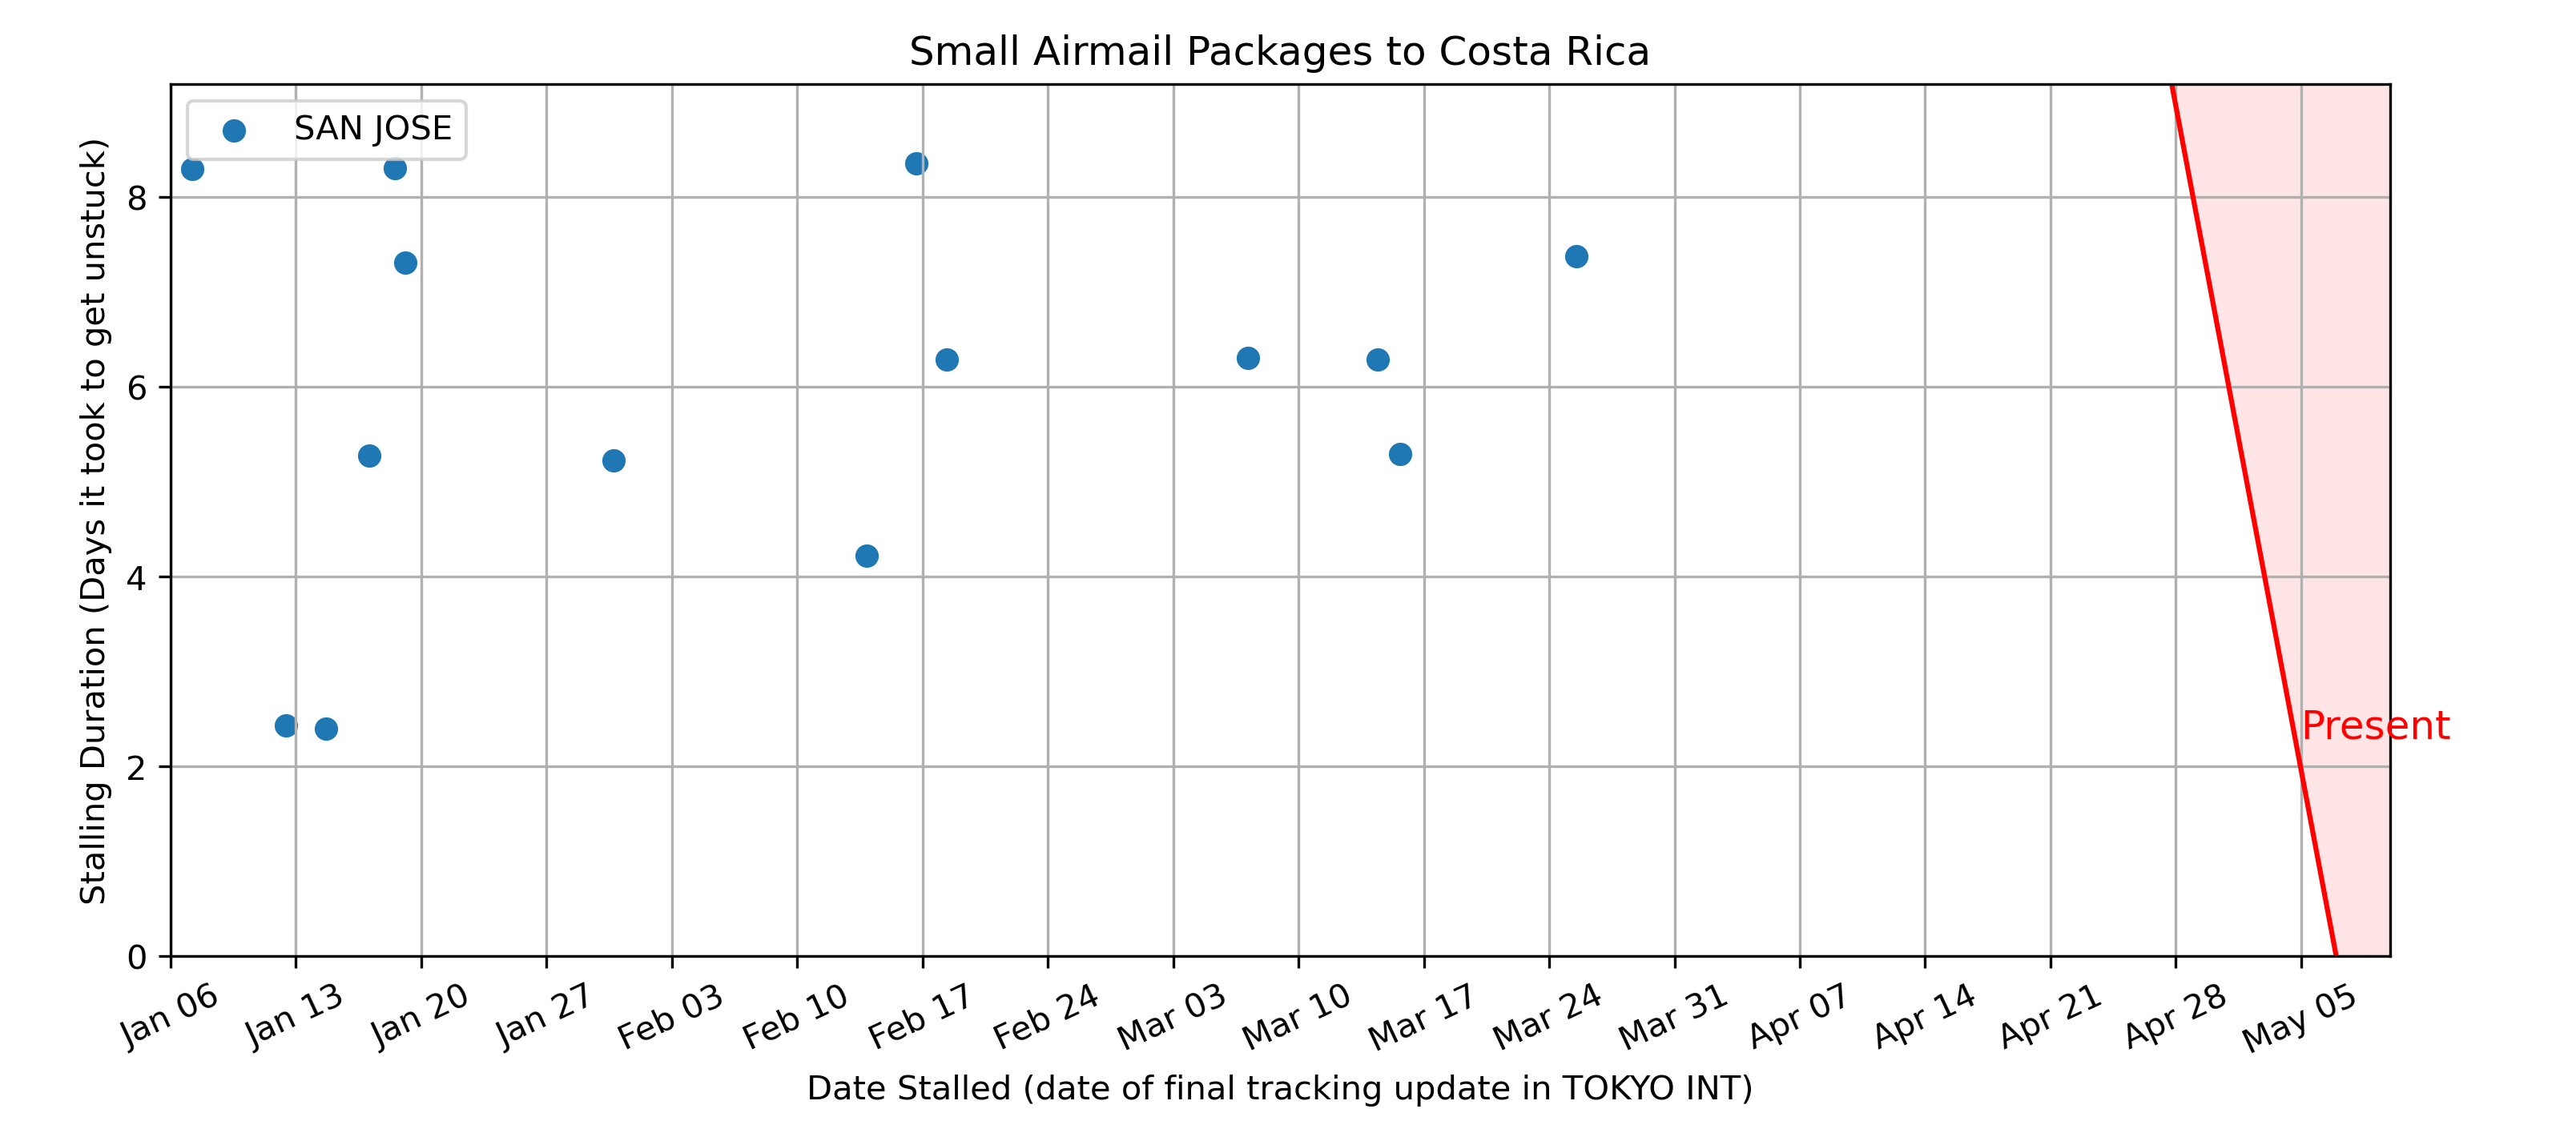 Small Airmail Packages to Costa Rica
SAN JOSE
Stalling Duration (Days it took to get unstuck)
8
6
4
2
0
Present
Jan 06
Jan 13
Jan 20
Jan 27
Feb 03
Feb 10
Feb 17
Feb 24
Mar 03
Mar 10
Mar 17
Mar 24
Mar 31
Apr 07
Apr 14
Apr 21
Apr 28
May 05
Date Stalled (date of final tracking update in TOKYO INT)